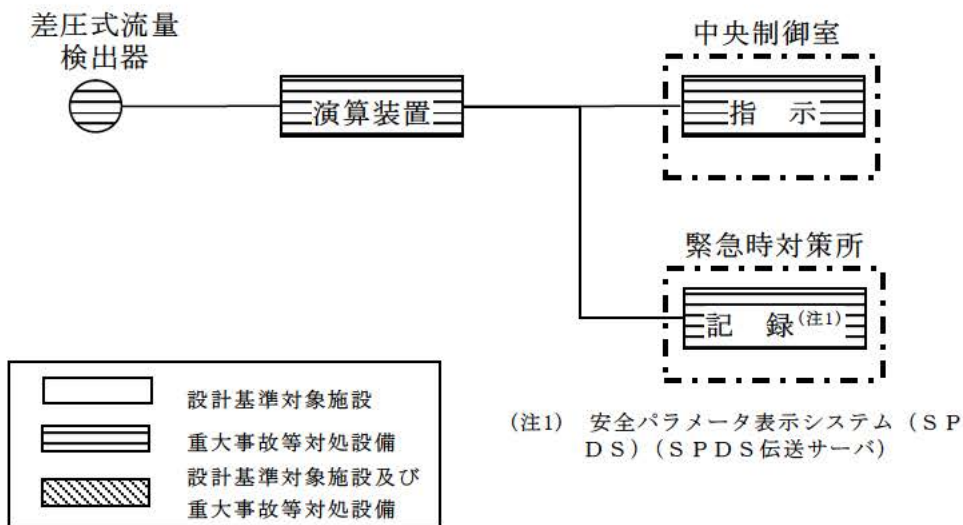 差圧式流量
検出器
演算装置
中央制御室
指　示
緊急時対策所
記　録(注1)
設計基準対象施設
重大事故等対処設備
設計基準対象施設及び
重大事故等対処設備
(注1)　安全パラメータ表示システム（ＳＰ
ＤＳ）（ＳＰＤＳ伝送サーバ）